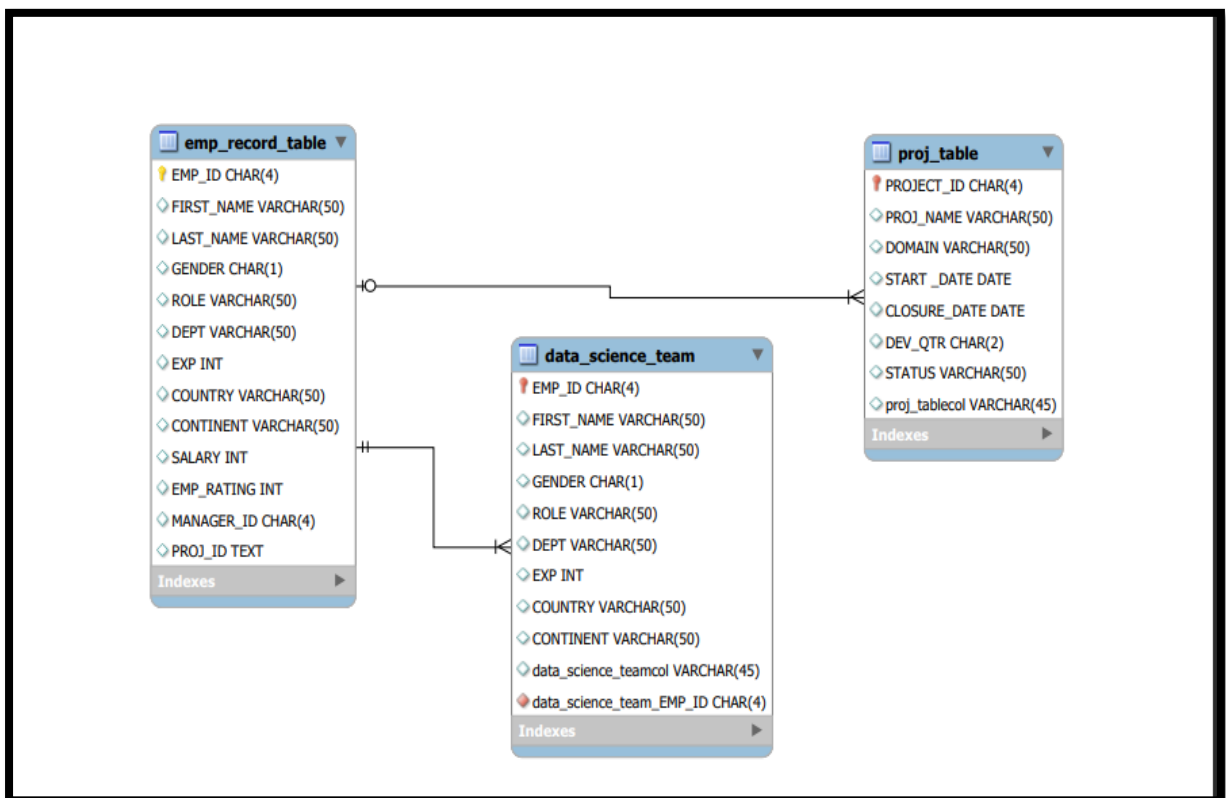 emp_record_table
EMP_ID CHAR(4)
FIRST_NAME VARCHAR(50)
LAST_NAME VARCHAR(50)
GENDER CHAR(1)
ROLE VARCHAR(50)
DEPT VARCHAR(50)
EXP INT
COUNTRY VARCHAR(50)
CONTINENT VARCHAR(50)
SALARY INT
EMP_RATING INT
MANAGER_ID CHAR(4)
PROJ_ID TEXT
Indexes
data_science_team
EMP_ID CHAR(4)
FIRST_NAME VARCHAR(50)
LAST_NAME VARCHAR(50)
GENDER CHAR(1)
ROLE VARCHAR(50)
DEPT VARCHAR(50)
EXP INT
COUNTRY VARCHAR(50)
CONTINENT VARCHAR(50)
data_science_teamcol VARCHAR(45)
data_science_team_EMP_ID CHAR(4)
Indexes
proj_table
PROJECT_ID CHAR(4)
PROJ_NAME VARCHAR(50)
DOMAIN VARCHAR(50)
START _DATE DATE
CLOSURE_DATE DATE
DEV_QTR CHAR(2)
STATUS VARCHAR(50)
proj_tablecol VARCHAR(45)
Indexes